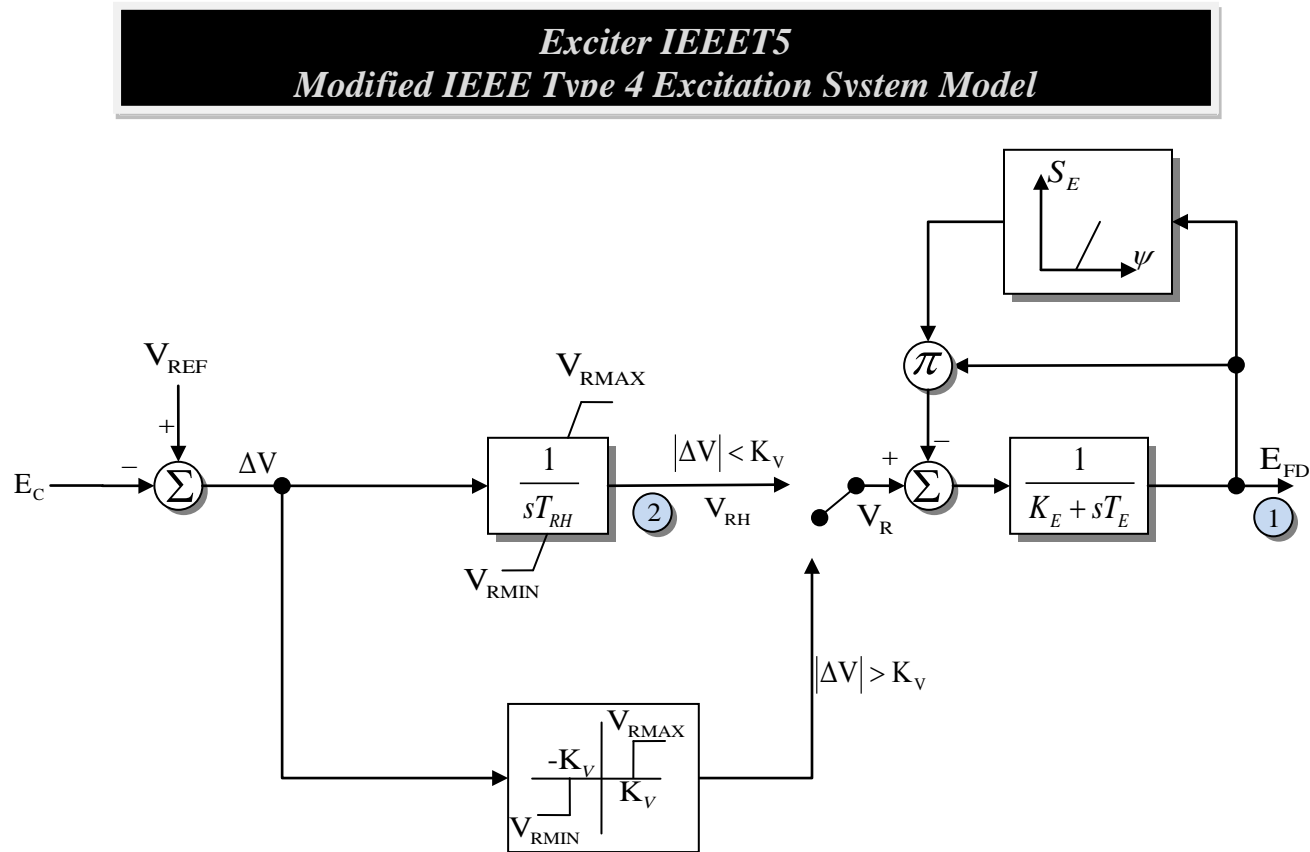 Exciter IEEET5
Modified IEEE Type 4 Excitation System Model
S_E
ψ
V_REF
+
π
V_RMAX
−
E_C
−
Σ
ΔV
1
sT_RH
|ΔV| < K_V
V_RH
2
V_RMIN
+
Σ
V_R
1
K_E + sT_E
E_FD
1
|ΔV| > K_V
V_RMAX
-K_V
K_V
V_RMIN